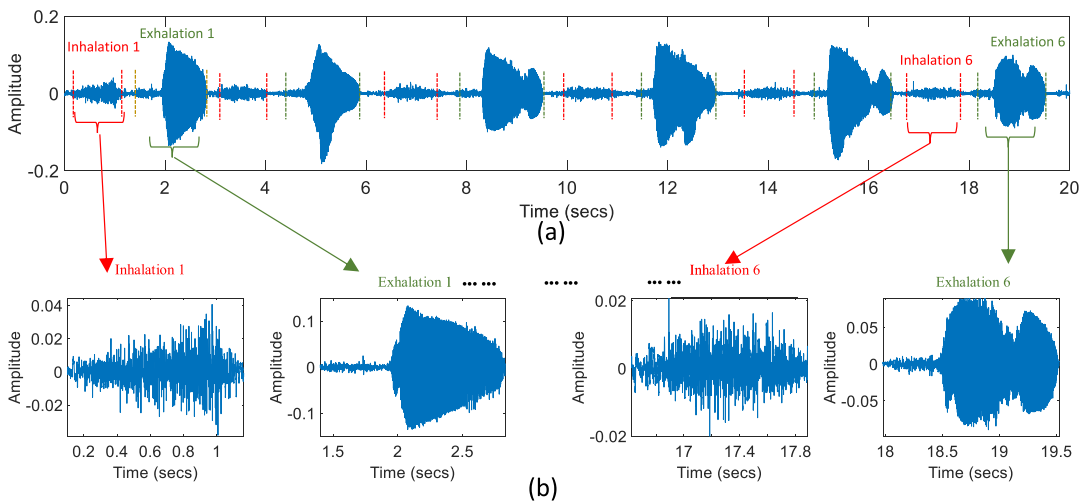 (a)
0.2
0
-0.2
Amplitude
Inhalation 1
Exhalation 1
Inhalation 6
Exhalation 6
0 2 4 6 8 10 12 14 16 18 20
Time (secs)
(a)
Inhalation 1
Exhalation 1 ... ... ... ... ... ... Inhalation 6
Exhalation 6
0.04
0.02
0
-0.02
Amplitude
0.2 0.4 0.6 0.8 1
Time (secs)
0.1
0
-0.1
Amplitude
1.5 2 2.5
Time (secs)
0.02
0
-0.02
Amplitude
17 17.4 17.8
Time (secs)
0.05
0
-0.05
Amplitude
18 18.5 19 19.5
Time (secs)
(b)